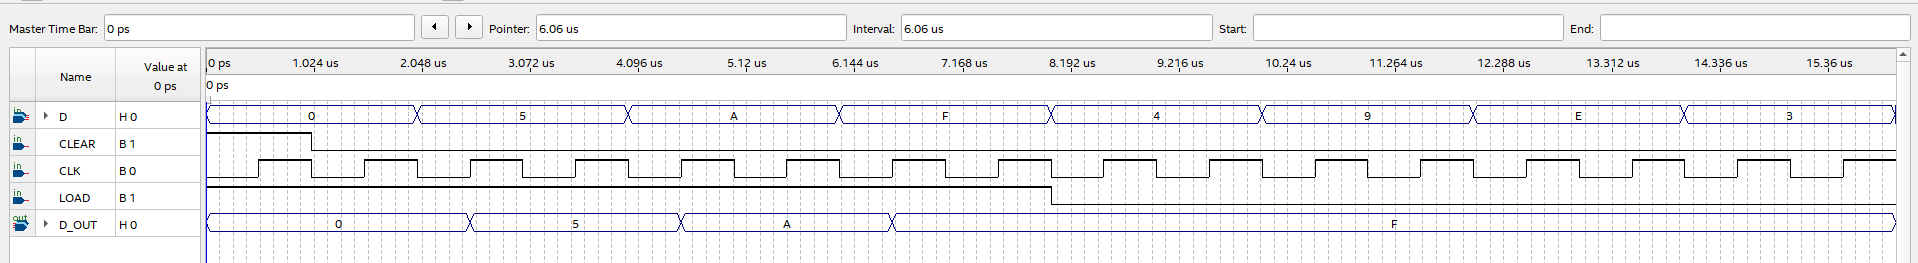 Master Time Bar: 0 ps Pointer: 6.06 us Interval: 6.06 us Start: End:
Name Value at 0 ps
0 ps 1.024 us 2.048 us 3.072 us 4.096 us 5.12 us 6.144 us 7.168 us 8.192 us 9.216 us 10.24 us 11.264 us 12.288 us 13.312 us 14.336 us 15.36 us
0 ps
in D H 0 0 5 A F 4 9 E 3
in CLEAR B 1
in CLK B 0
in LOAD B 1
out D_OUT H 0 0 5 A F